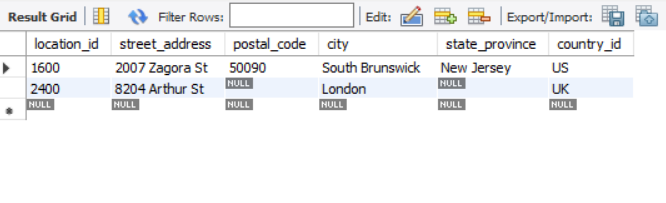 Result Grid Filter Rows: Edit: Export/Import:
location_id street_address postal_code city state_province country_id
1600 2007 Zagora St 50090 South Brunswick New Jersey US
2400 8204 Arthur St NULL London NULL UK
NULL NULL NULL NULL NULL NULL